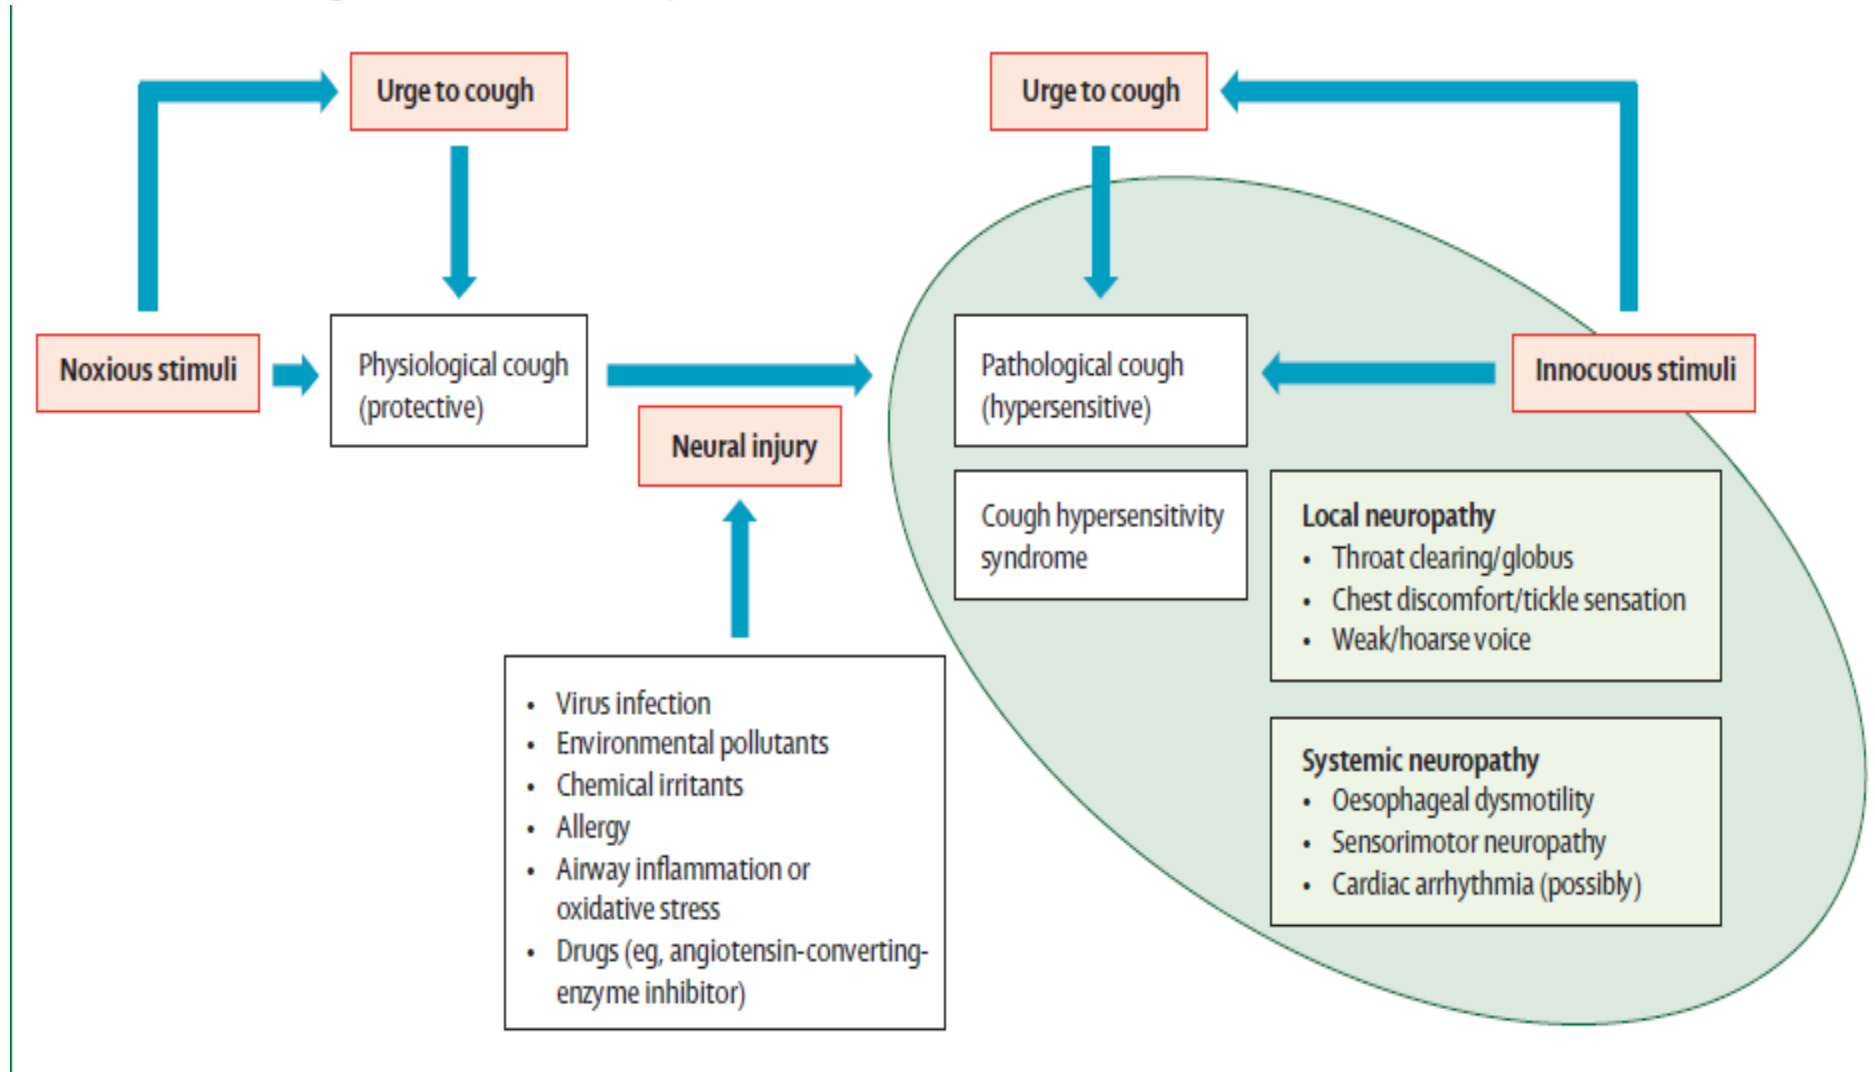 Urge to cough
Urge to cough
Noxious stimuli
Physiological cough
(protective)
Neural injury
Pathological cough
(hypersensitive)
Innocuous stimuli
Cough hypersensitivity
syndrome
Local neuropathy
• Throat clearing/globus
• Chest discomfort/tickle sensation
• Weak/hoarse voice
• Virus infection
• Environmental pollutants
• Chemical irritants
• Allergy
• Airway inflammation or
oxidative stress
• Drugs (eg, angiotensin-converting-
enzyme inhibitor)
Systemic neuropathy
• Oesophageal dysmotility
• Sensorimotor neuropathy
• Cardiac arrhythmia (possibly)